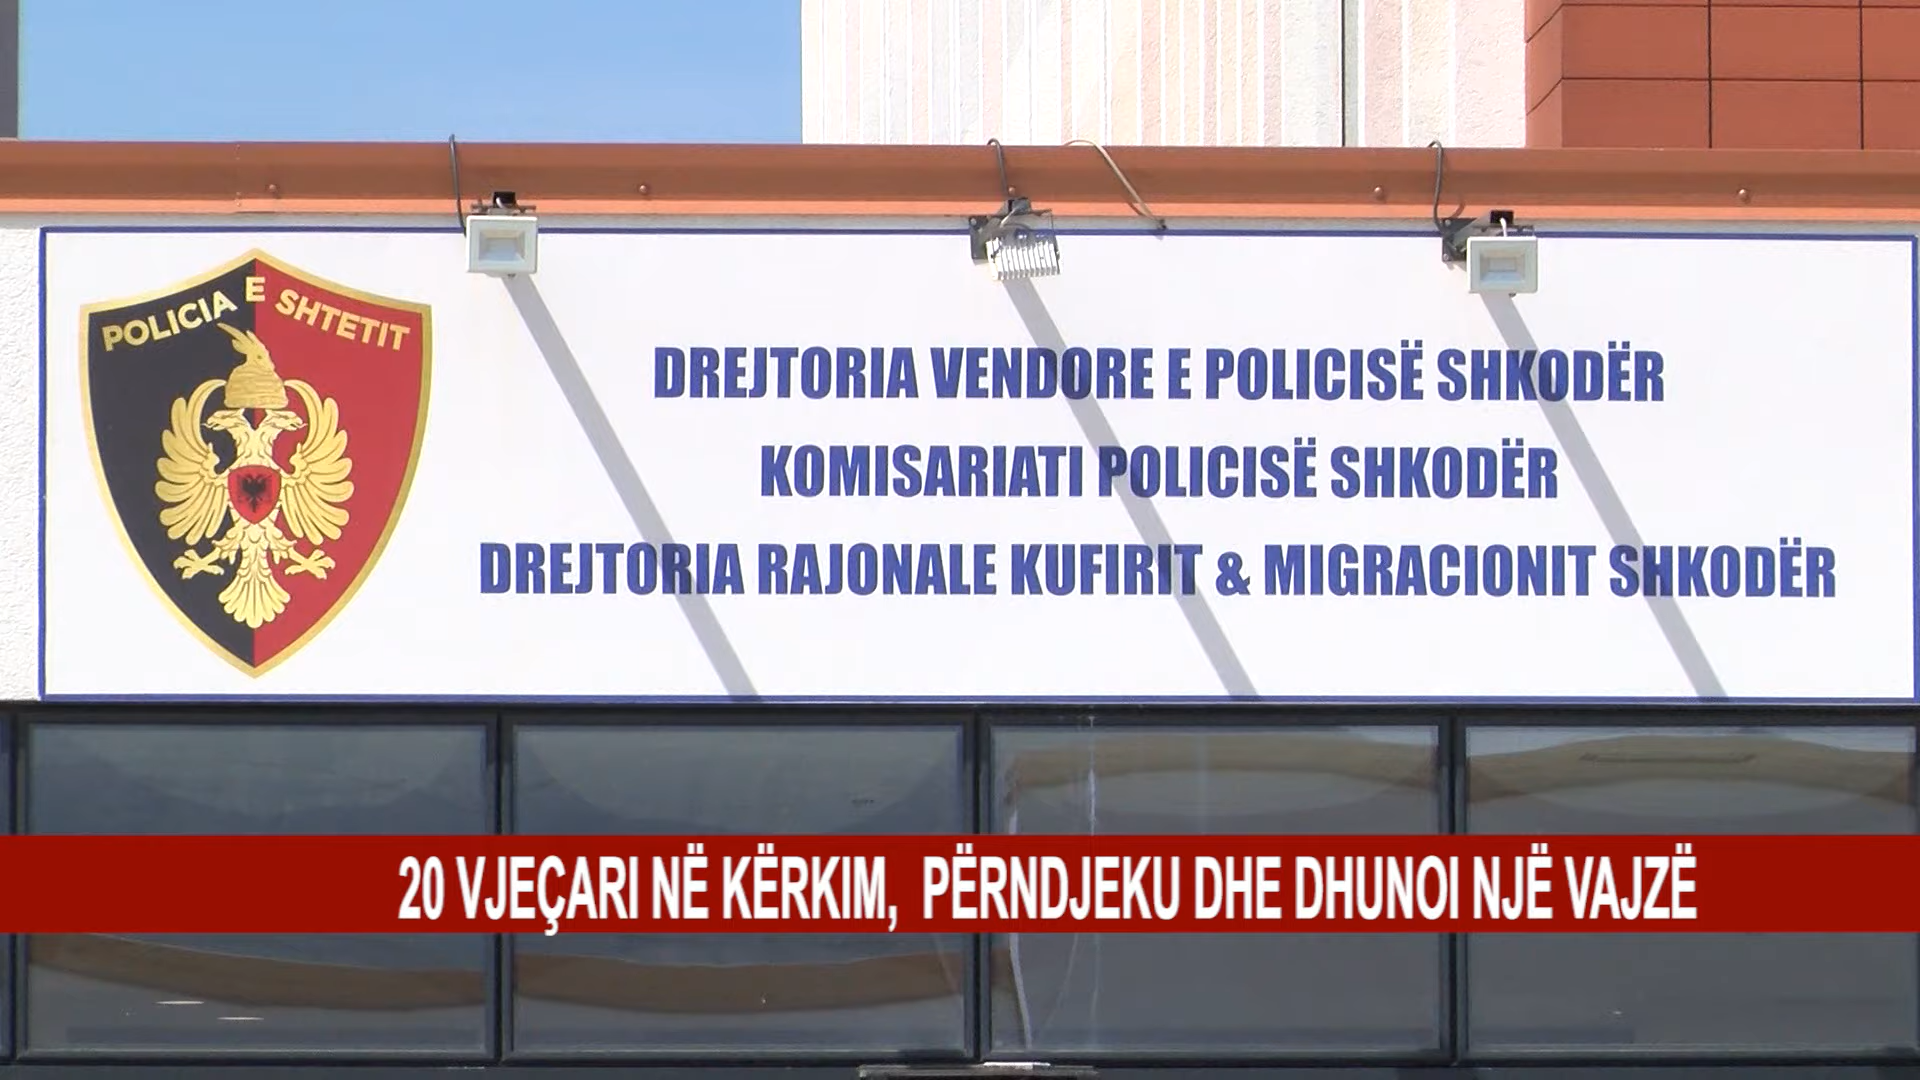 POLICIA E SHTETIT
DREJTORIA VENDORE E POLICISË SHKODËR
KOMISARIATI POLICISË SHKODËR
DREJTORIA RAJONALE KUFIRIT & MIGRACIONIT SHKODËR
20 VJEÇARI NË KËRKIM, PËRNDJEKU DHE DHUNOI NJË VAJZË